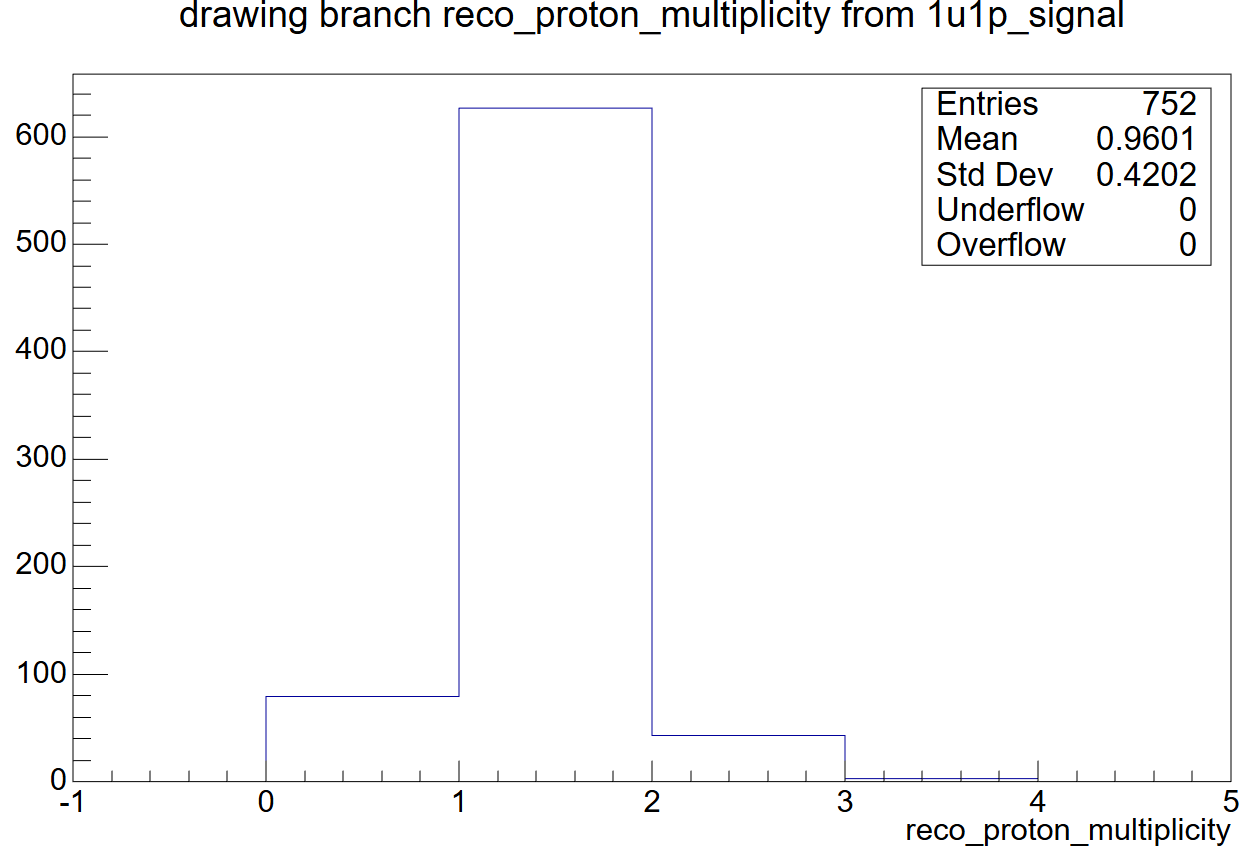 drawing branch reco_proton_multiplicity from 1u1p_signal
Entries 752
Mean 0.9601
Std Dev 0.4202
Underflow 0
Overflow 0
600
500
400
300
200
100
0
-1 0 1 2 3 4 5
reco_proton_multiplicity